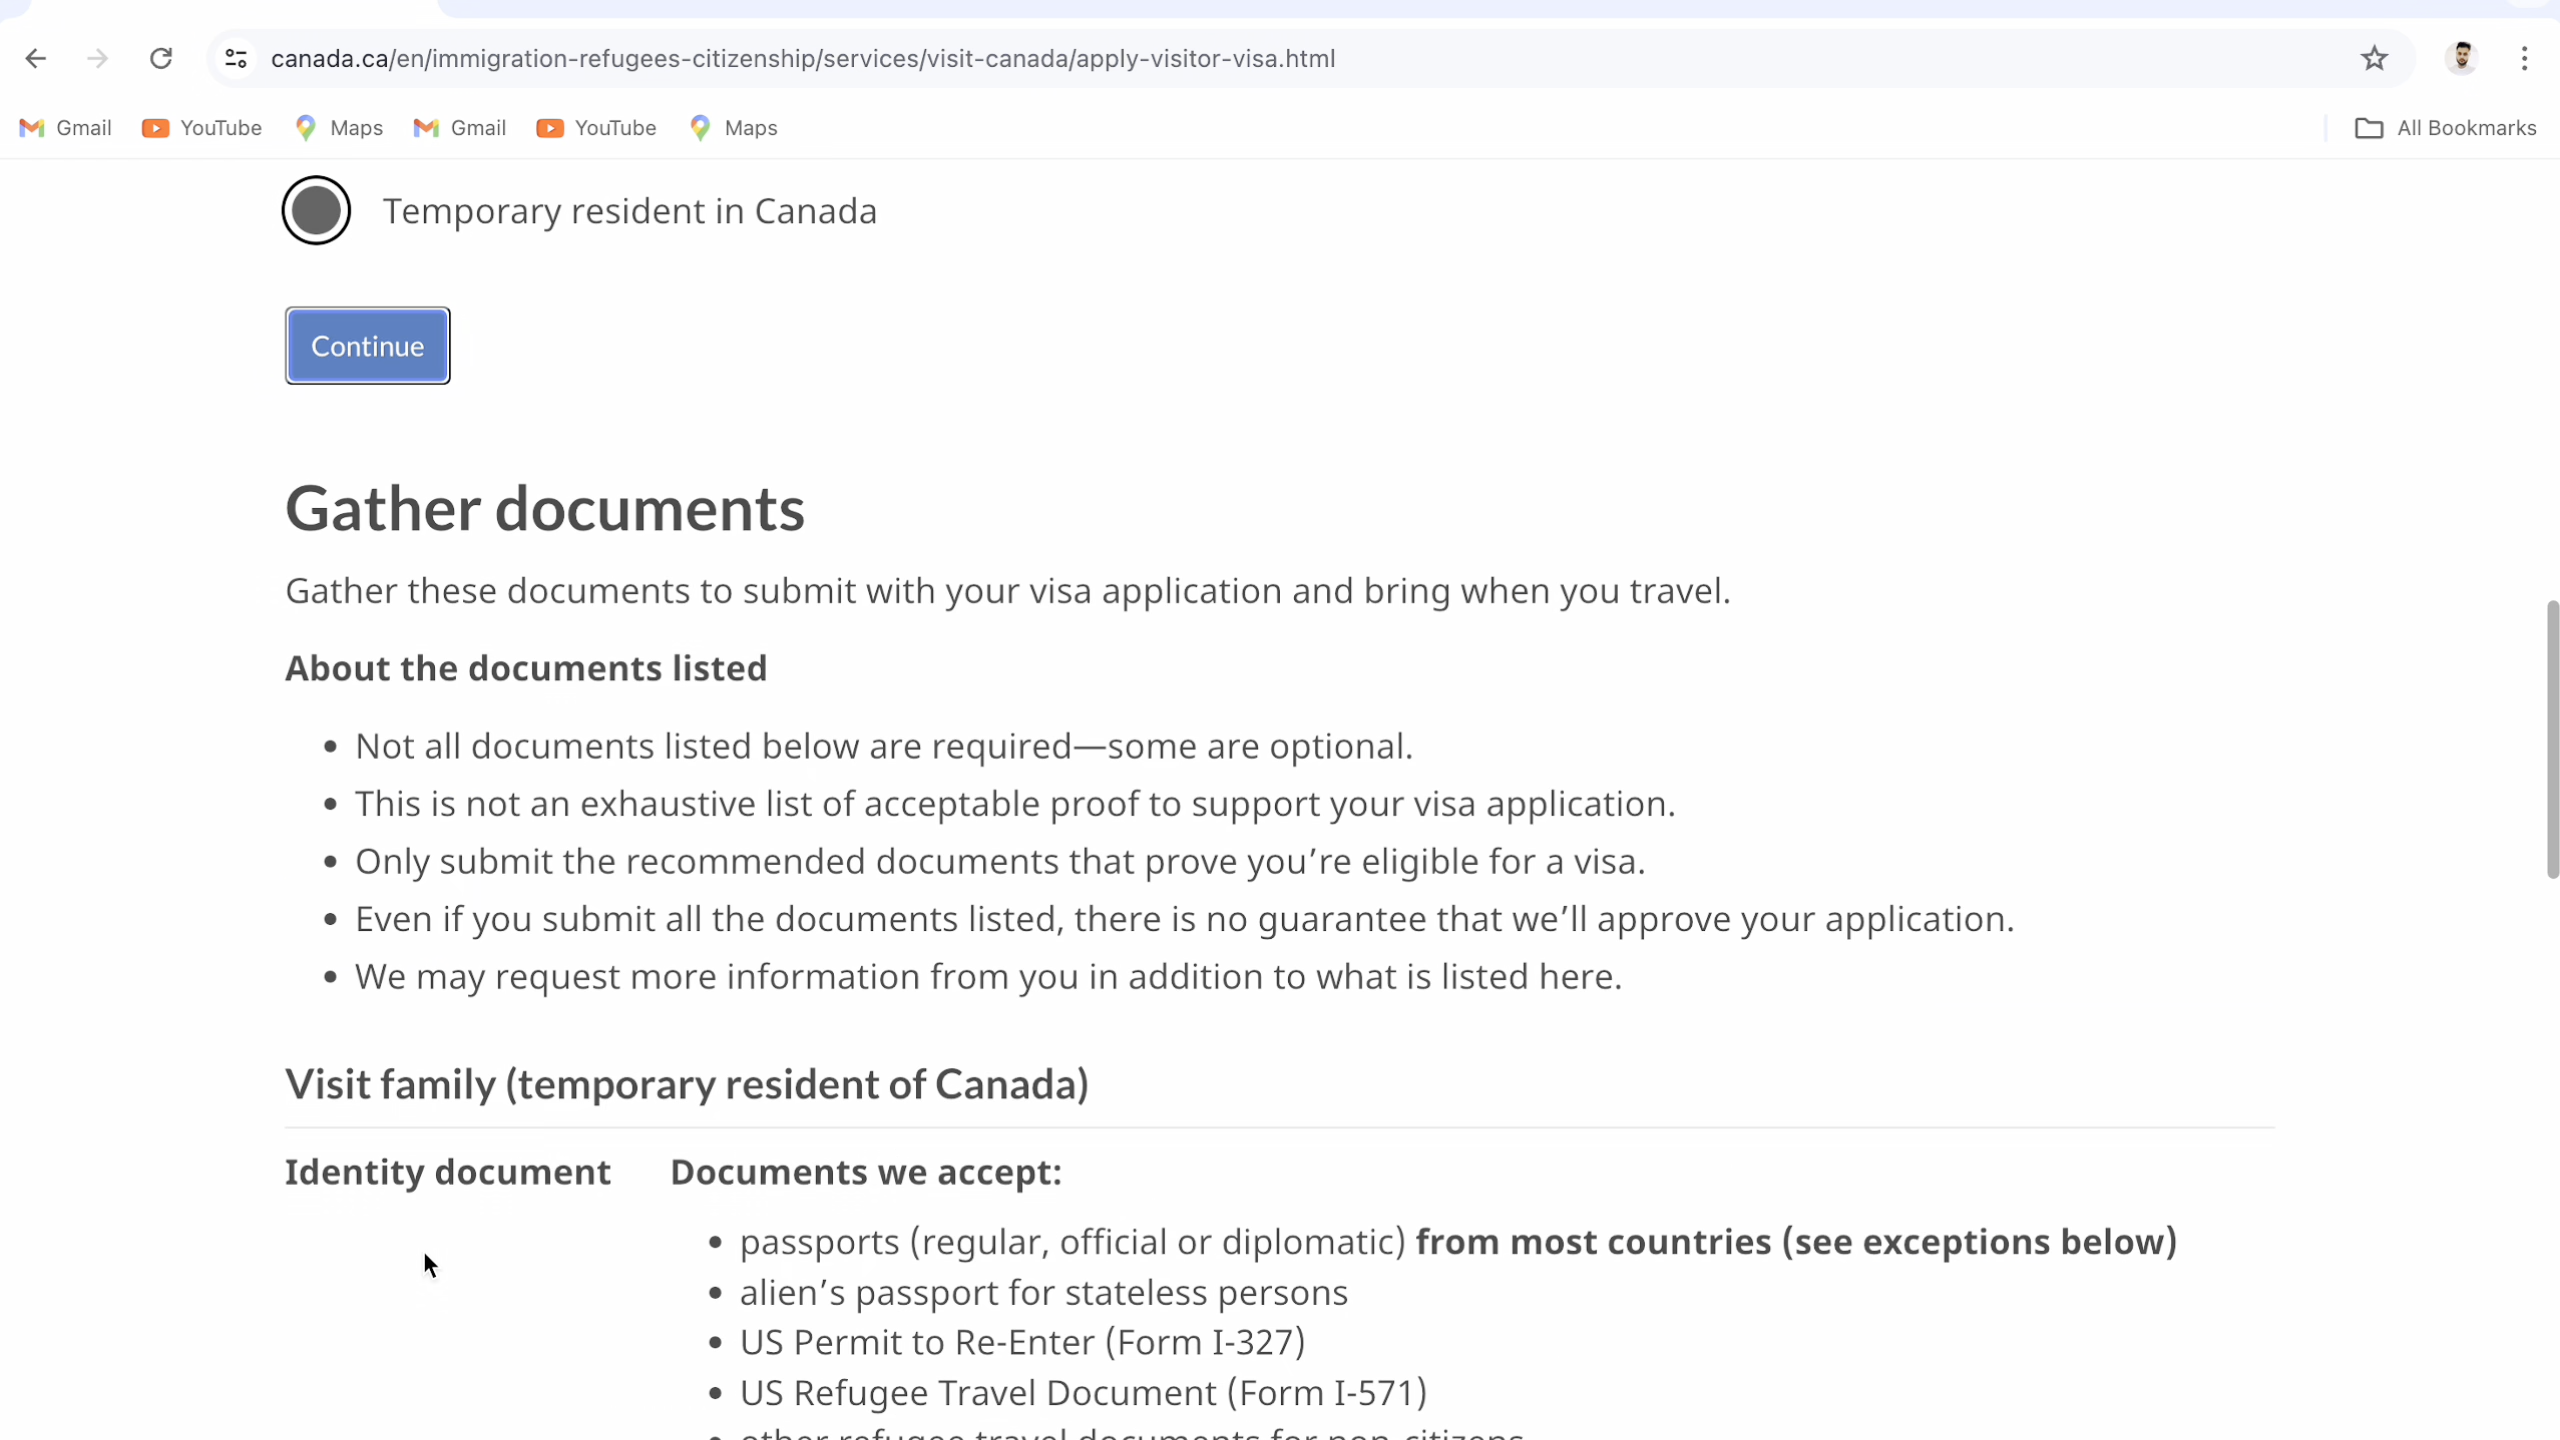 canada.ca/en/immigration-refugees-citizenship/services/visit-canada/apply-visitor-visa.html
Gmail YouTube Maps Gmail YouTube Maps All Bookmarks
Temporary resident in Canada
Continue
Gather documents
Gather these documents to submit with your visa application and bring when you travel.
About the documents listed
• Not all documents listed below are required—some are optional.
• This is not an exhaustive list of acceptable proof to support your visa application.
• Only submit the recommended documents that prove you’re eligible for a visa.
• Even if you submit all the documents listed, there is no guarantee that we’ll approve your application.
• We may request more information from you in addition to what is listed here.
Visit family (temporary resident of Canada)
Identity document Documents we accept:
• passports (regular, official or diplomatic) from most countries (see exceptions below)
• alien’s passport for stateless persons
• US Permit to Re-Enter (Form I-327)
• US Refugee Travel Document (Form I-571)
• other refugee travel documents for non-citizens